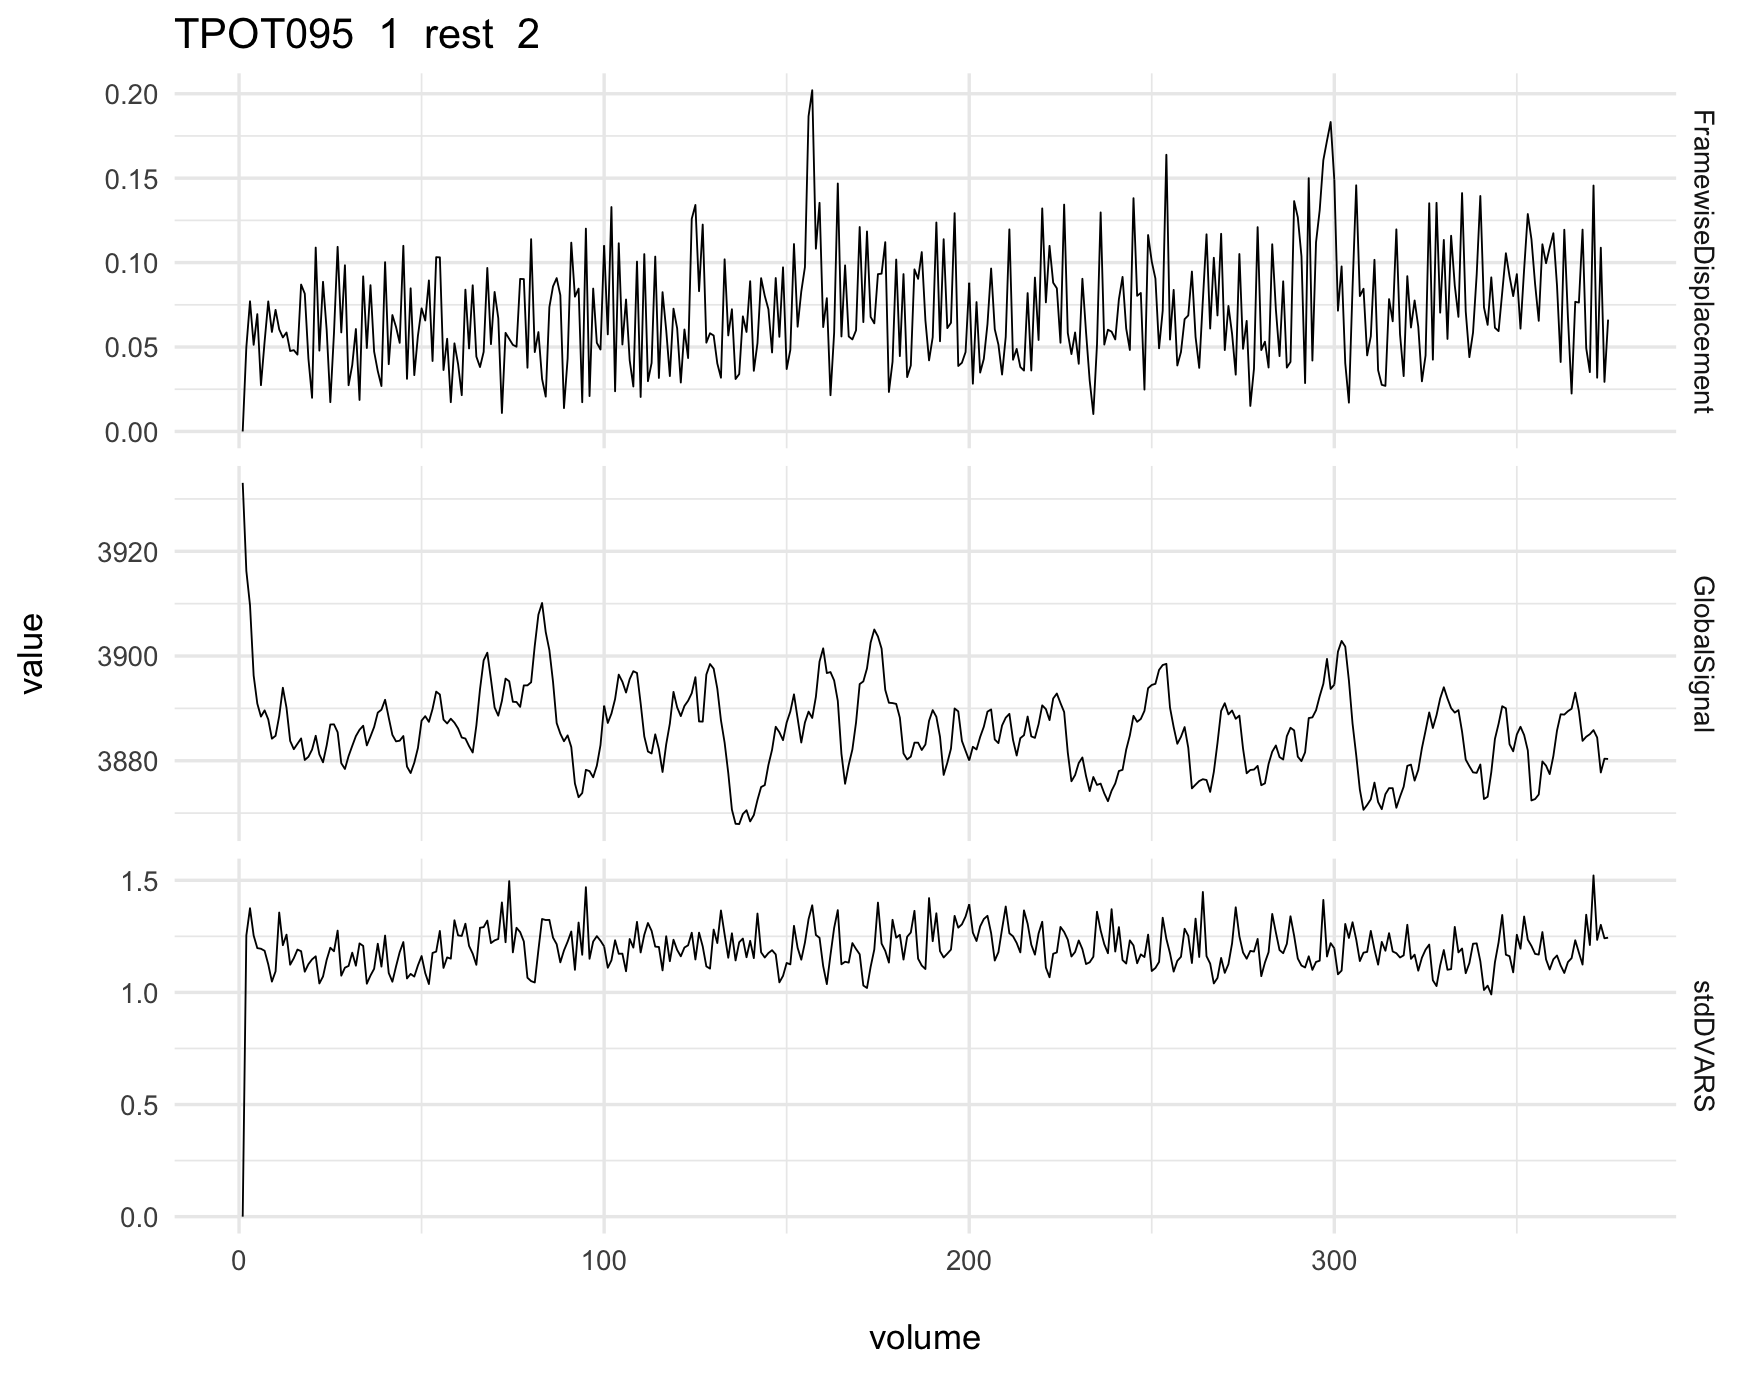 TPOT095 1 rest 2
0.20
0.15
0.10
0.05
0.00
FramewiseDisplacement
3920
3900
3880
GlobalSignal
1.5
1.0
0.5
0.0
stdDVARS
value
0 100 200 300
volume